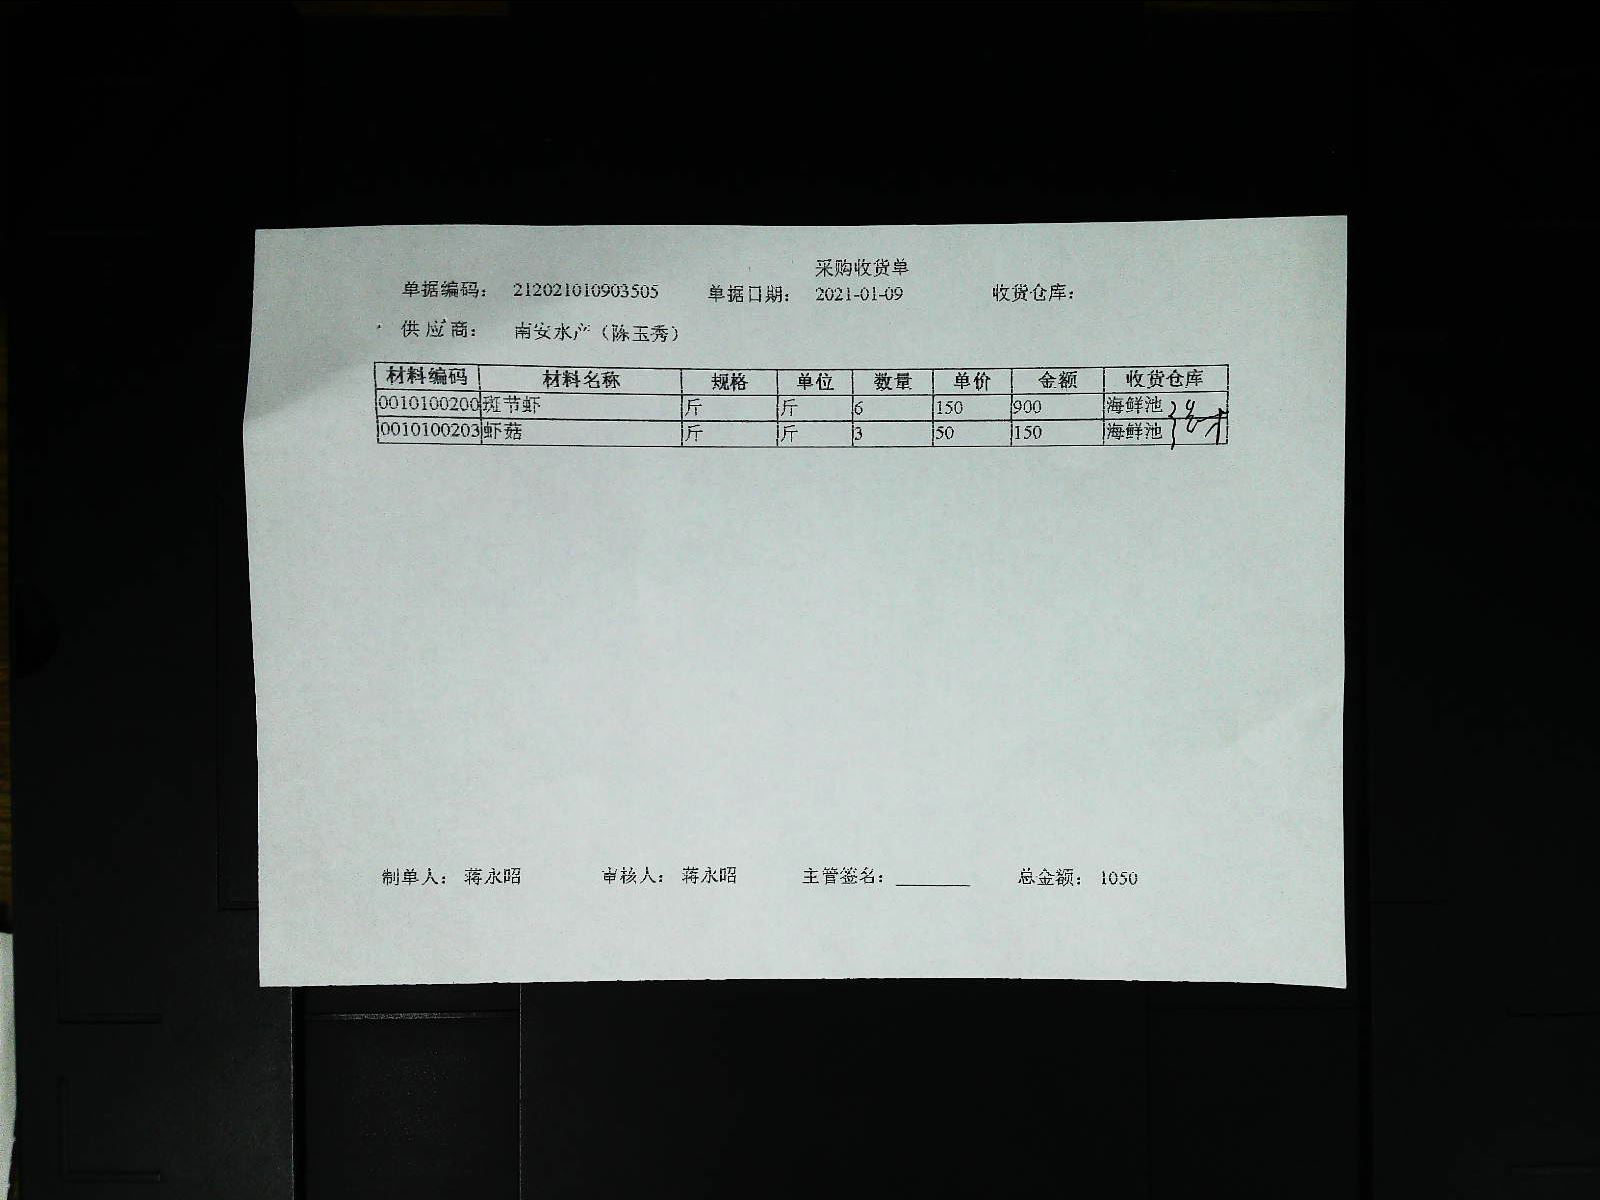 采购收货单
单据编码: 212021010903505 单据日期: 2021-01-09 收货仓库:
供应商: 南安水产（陈玉秀）
材料编码 材料名称 规格 单位 数量 单价 金额 收货仓库
0010100200 斑节虾 斤 斤 6 150 900 海鲜池
0010100203 虾菇 斤 斤 3 50 150 海鲜池
制单人: 蒋永昭 审核人: 蒋永昭 主管签名:________ 总金额: 1050